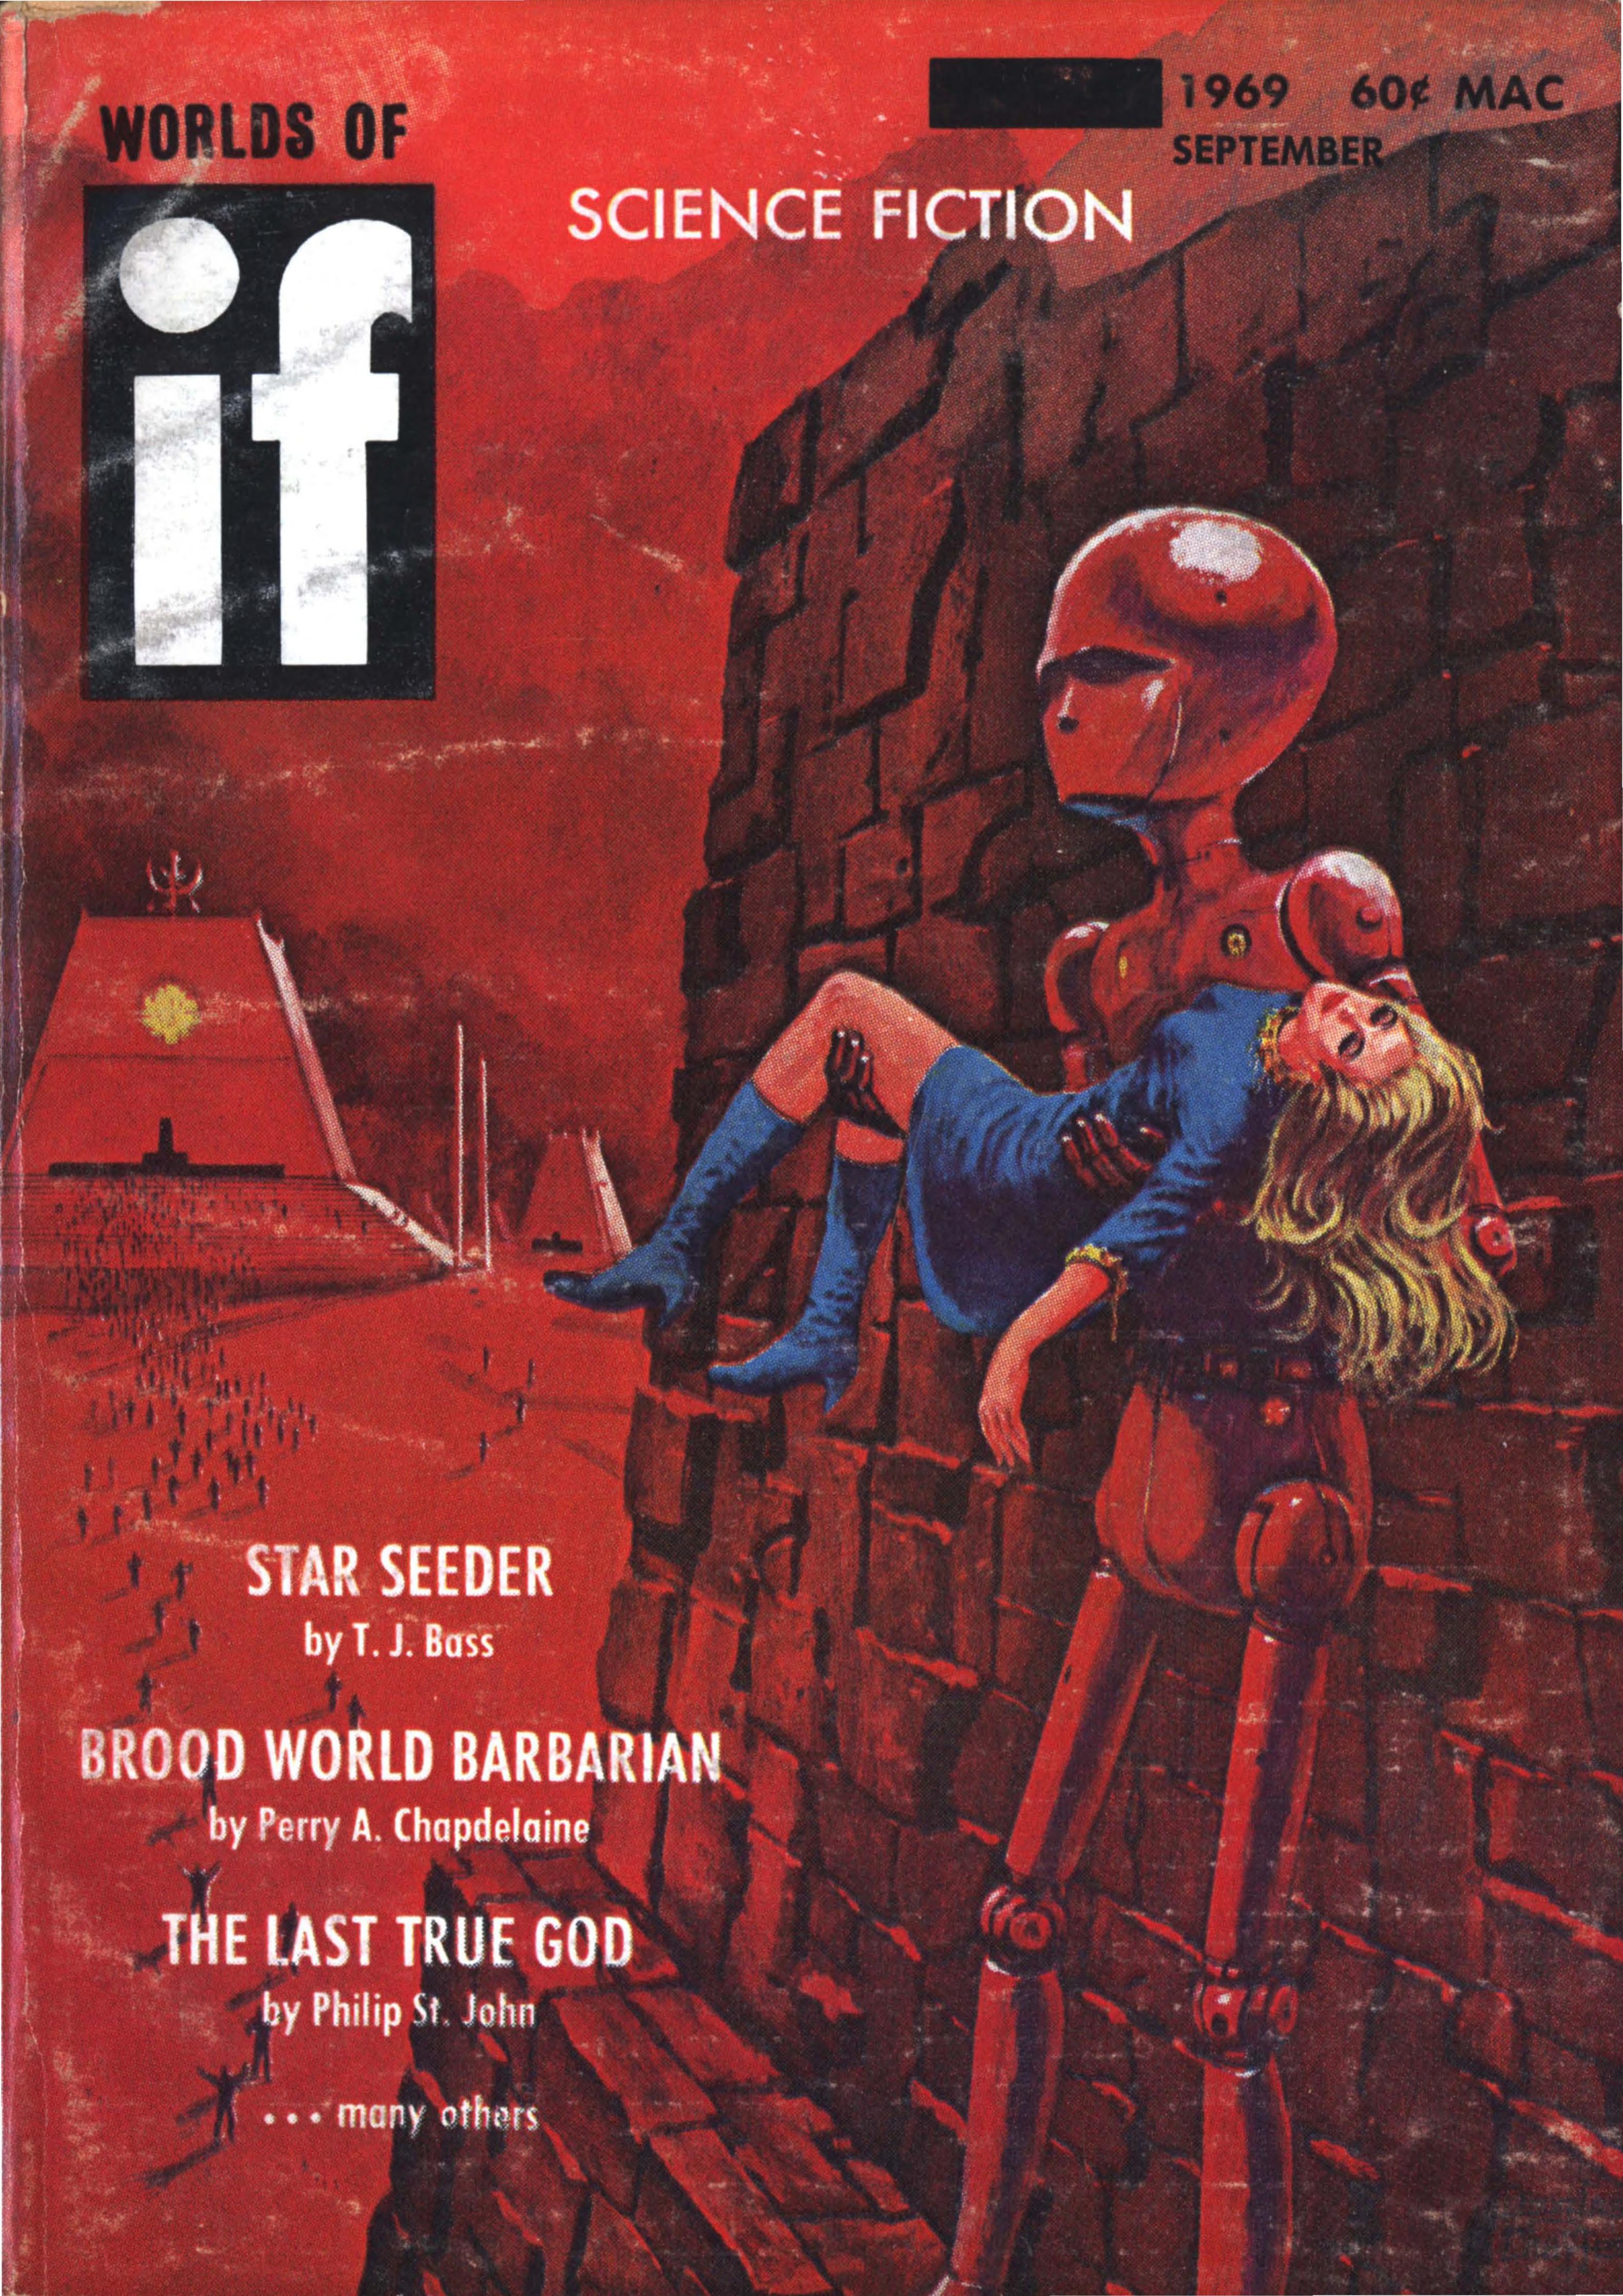 1969 60¢ MAC
SEPTEMBER
WORLDS OF
if
SCIENCE FICTION
STAR SEEDER
by T. J. Bass
BROOD WORLD BARBARIAN
by Perry A. Chapdelaine
THE LAST TRUE GOD
by Philip St. John
... many others